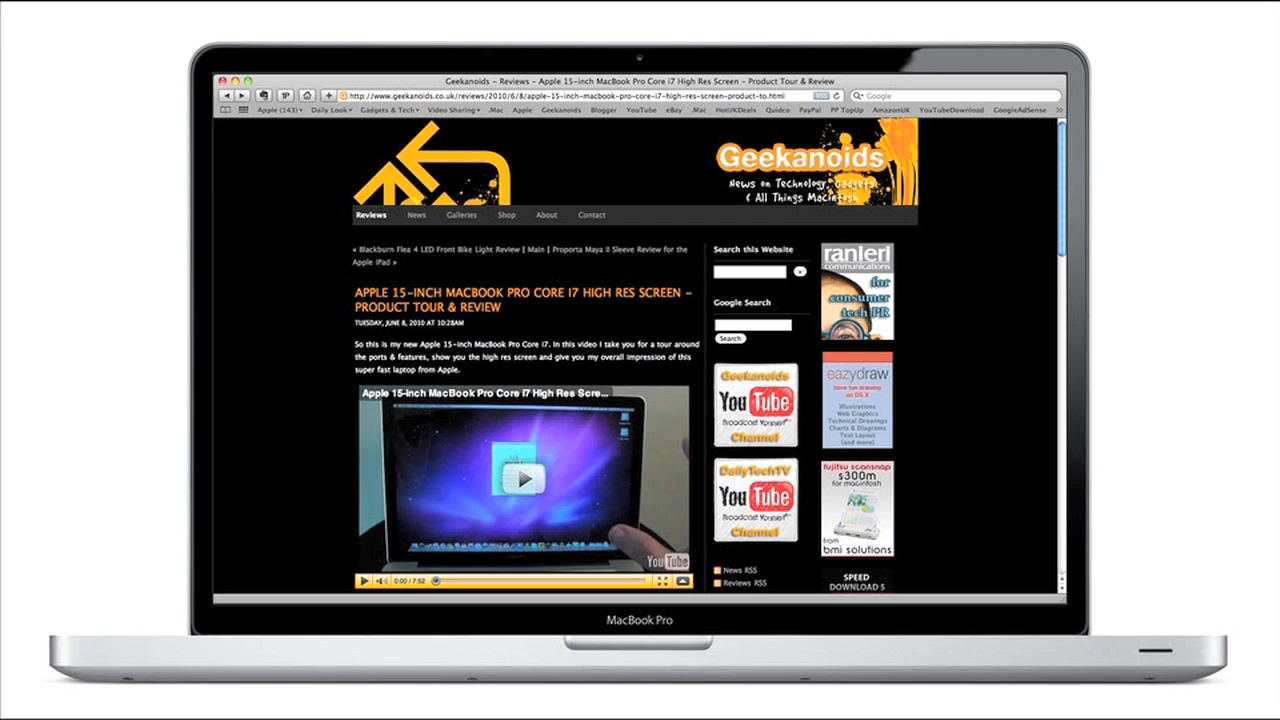 Geekanoids - Reviews - Apple 15-inch MacBook Pro Core i7 High Res Screen - Product Tour & Review
http://www.geekanoids.co.uk/reviews/2010/6/8/apple-15-inch-macbook-pro-core-i7-high-res-screen-product-to.html
Google
Apple (143) Daily Look Gadgets & Tech Video Sharing .Mac Apple Geekanoids Blogger YouTube eBay .Mac HotUKDeals Quidco PayPal PP TopUp AmazonUK YouTubeDownload GoogleAdSense
Geekanoids
News on Technology, Gadgets
& All Things Macintosh
Reviews News Galleries Shop About Contact
« Blackburn Flea 4 LED Front Bike Light Review | Main | Proporta Maya II Sleeve Review for the
Apple iPad »
APPLE 15-INCH MACBOOK PRO CORE I7 HIGH RES SCREEN -
PRODUCT TOUR & REVIEW
TUESDAY, JUNE 8, 2010 AT 10:28AM
So this is my new Apple 15-inch MacBook Pro Core i7. In this video I take you for a tour around
the ports & features, show you the high res screen and give you my overall impression of this
super fast laptop from Apple.
Apple 15-inch MacBook Pro Core i7 High Res Scre...
YouTube
0:00 / 7:52
Search this Website
Google Search
Search
Geekanoids
YouTube
Broadcast Yourself
Channel
DailyTechTV
YouTube
Broadcast Yourself
Channel
News RSS
Reviews RSS
ranieri
communications
for
consumer
tech PR
eazydraw
have fun drawing
on OS X
Illustrations
Web Graphics
Technical Drawings
Charts & Diagrams
Text Layout
(and more)
fujitsu scansnap
s300m
for macintosh
from
bmi solutions
SPEED
DOWNLOAD 5
MacBook Pro